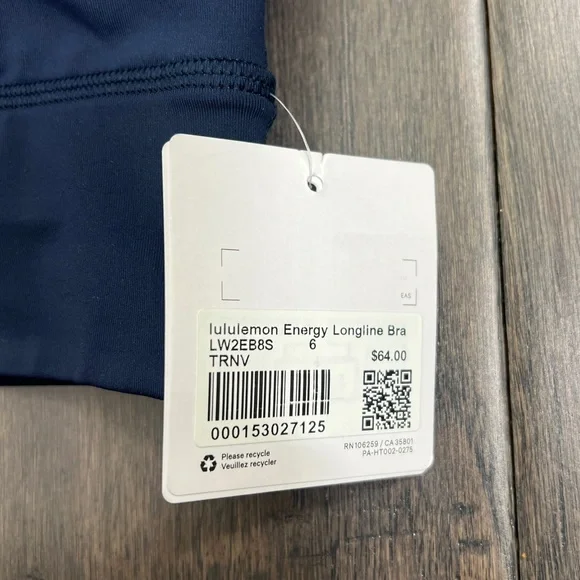 EAS
lululemon Energy Longline Bra
LW2EB8S 6
TRNV $64.00
000153027125
RN106259 / CA35801
PA-HT002-0275
Please recycle
Veuillez recycler